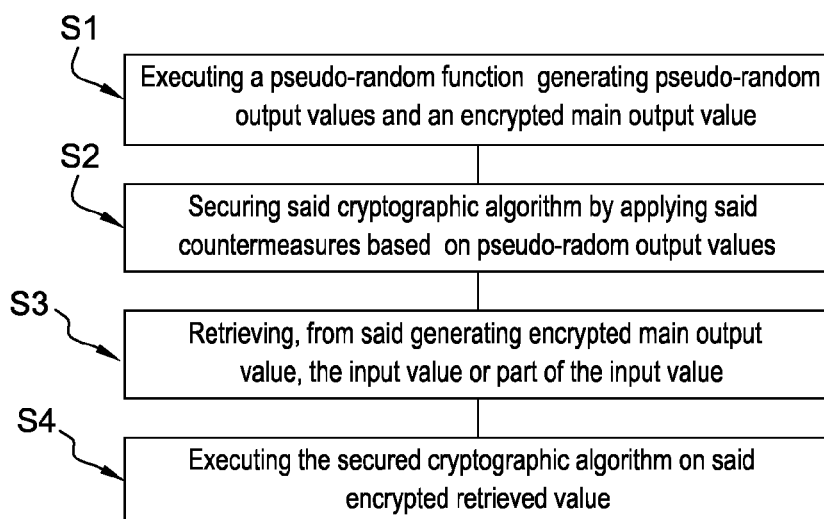 S1
Executing a pseudo-random function generating pseudo-random
output values and an encrypted main output value
S2
Securing said cryptographic algorithm by applying said
countermeasures based on pseudo-radom output values
S3
Retrieving, from said generating encrypted main output
value, the input value or part of the input value
S4
Executing the secured cryptographic algorithm on said
encrypted retrieved value